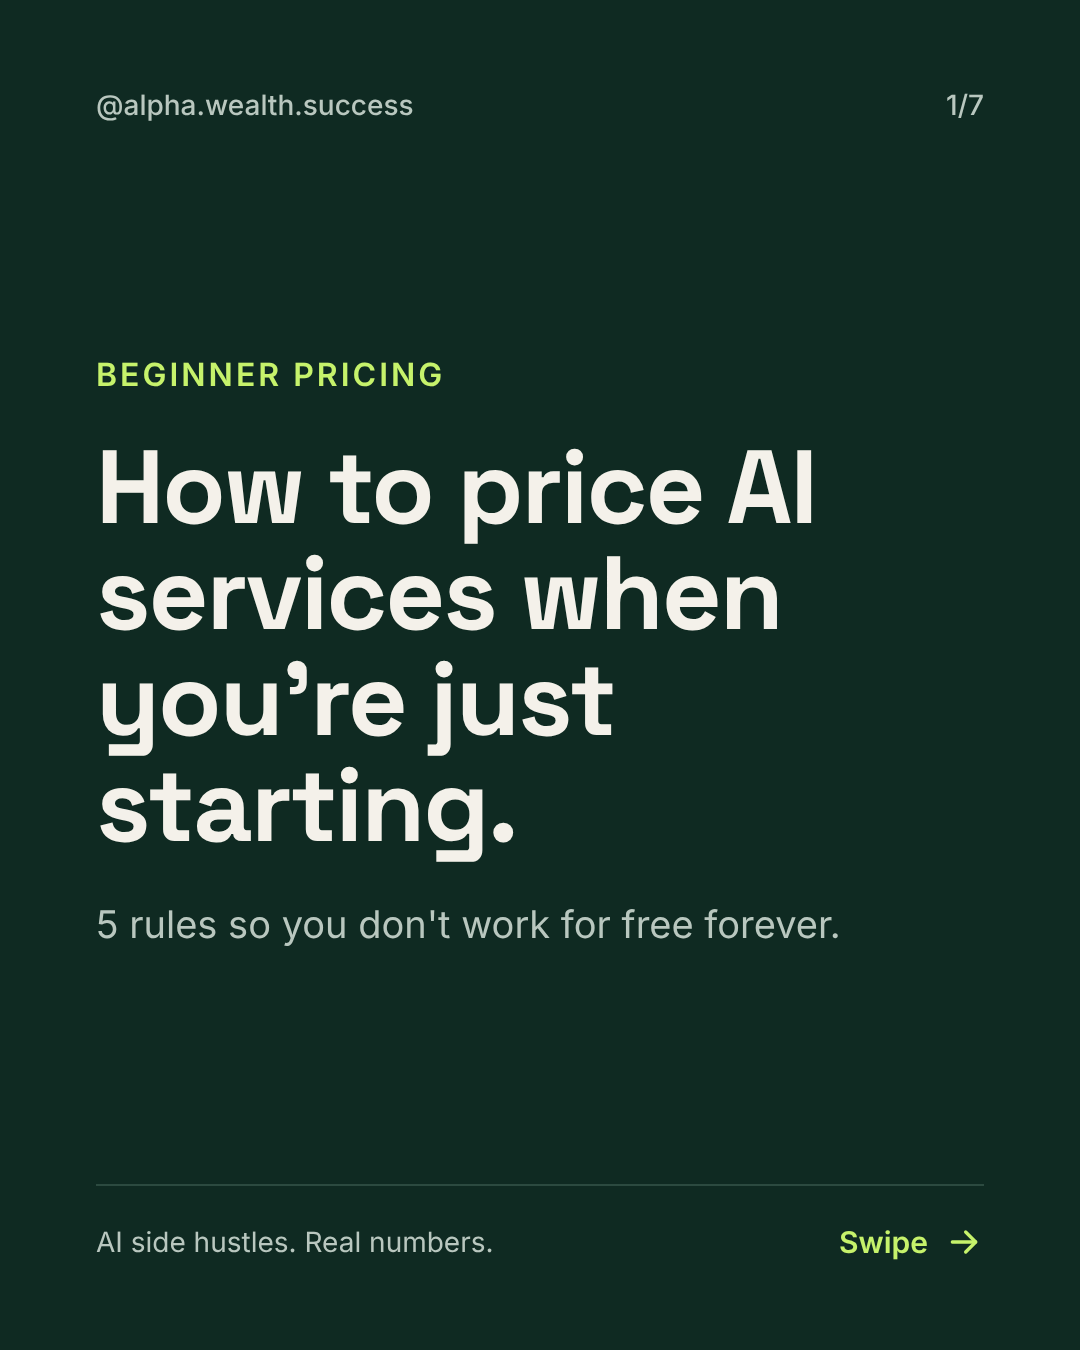 @alpha.wealth.success
1/7
BEGINNER PRICING
How to price AI
services when
you’re just
starting.
5 rules so you don't work for free forever.
AI side hustles. Real numbers.
Swipe →